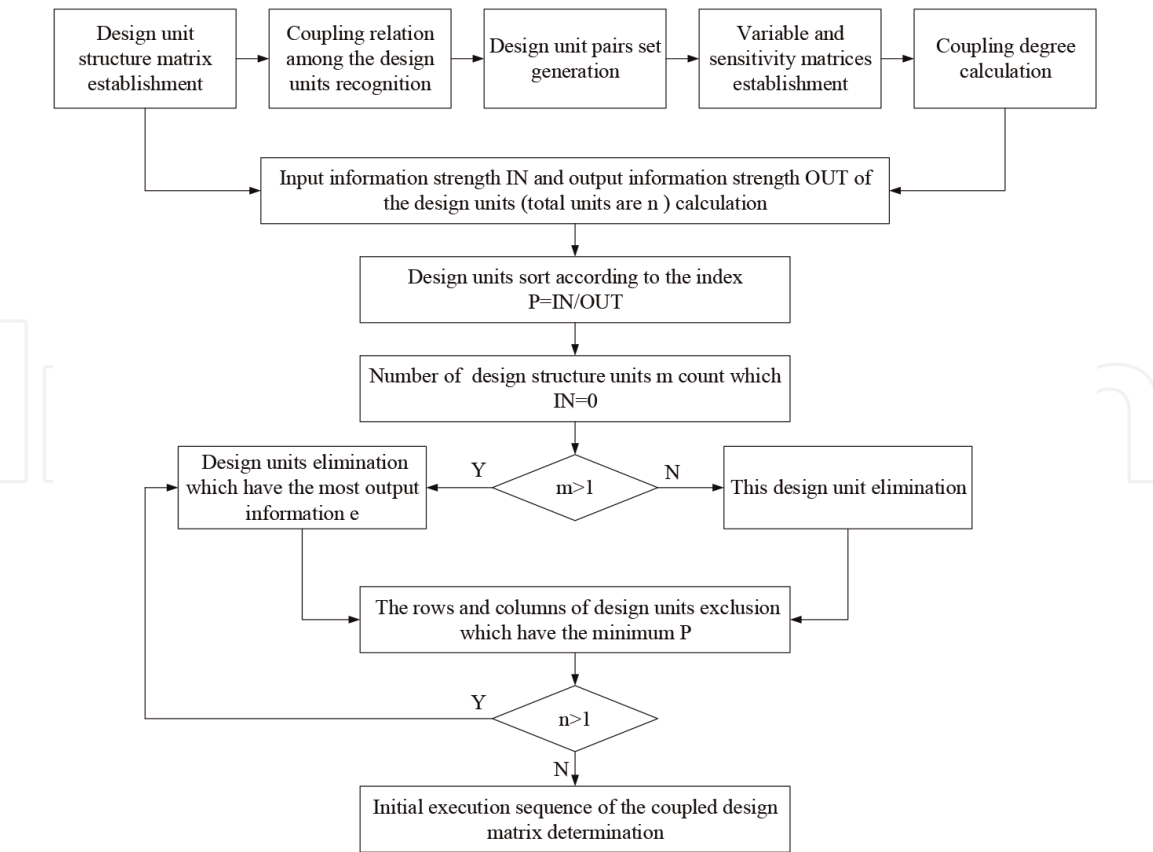 Design unit
structure matrix
establishment
Coupling relation
among the design
units recognition
Design unit pairs set
generation
Variable and
sensitivity matrices
establishment
Coupling degree
calculation
Input information strength IN and output information strength OUT of
the design units (total units are n ) calculation
Design units sort according to the index
P=IN/OUT
Number of design structure units m count which
IN=0
Design units elimination
which have the most output
information e
Y
m>1
N
This design unit elimination
The rows and columns of design units exclusion
which have the minimum P
Y
n>1
N
Initial execution sequence of the coupled design
matrix determination